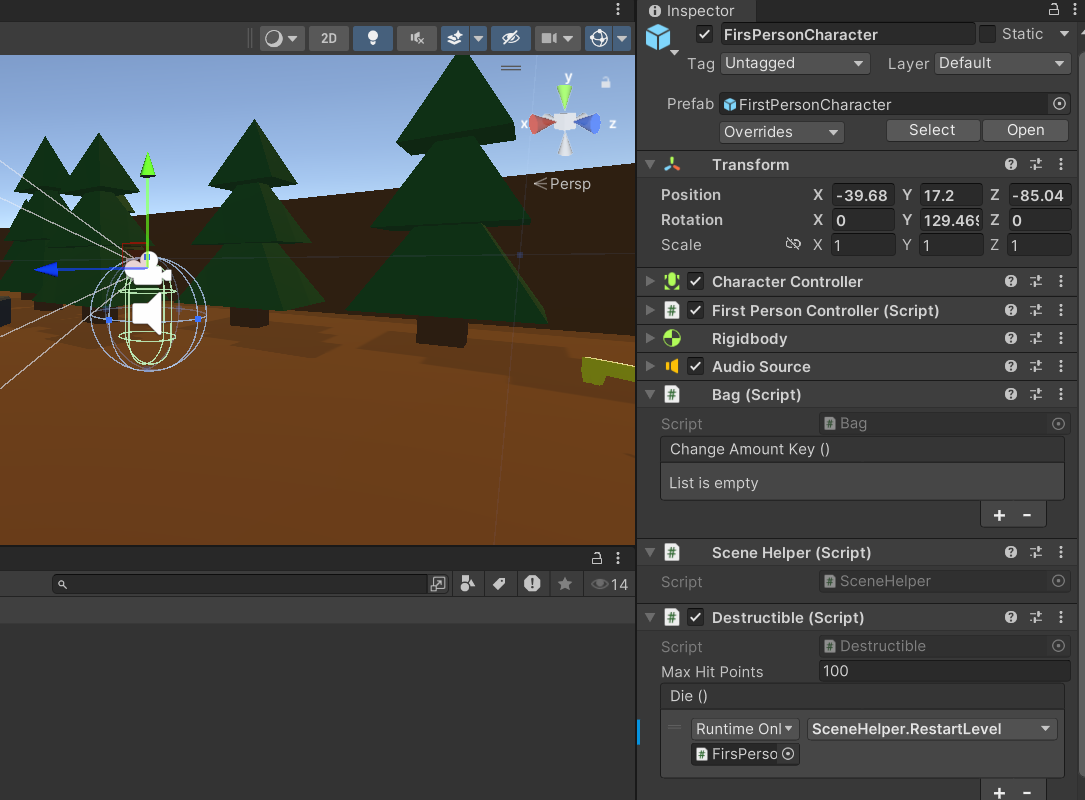 Inspector
2D
FirsPersonCharacter
Static
Tag Untagged
Layer Default
Prefab FirstPersonCharacter
Overrides
Select
Open
y
x
z
Persp
Transform
Position X -39.68 Y 17.2 Z -85.04
Rotation X 0 Y 129.469 Z 0
Scale X 1 Y 1 Z 1
Character Controller
# First Person Controller (Script)
Rigidbody
Audio Source
# Bag (Script)
Script # Bag
Change Amount Key ()
List is empty
+ -
# Scene Helper (Script)
Script # SceneHelper
14
# Destructible (Script)
Script # Destructible
Max Hit Points 100
Die ()
Runtime Onl
SceneHelper.RestartLevel
# FirsPerso
+ -